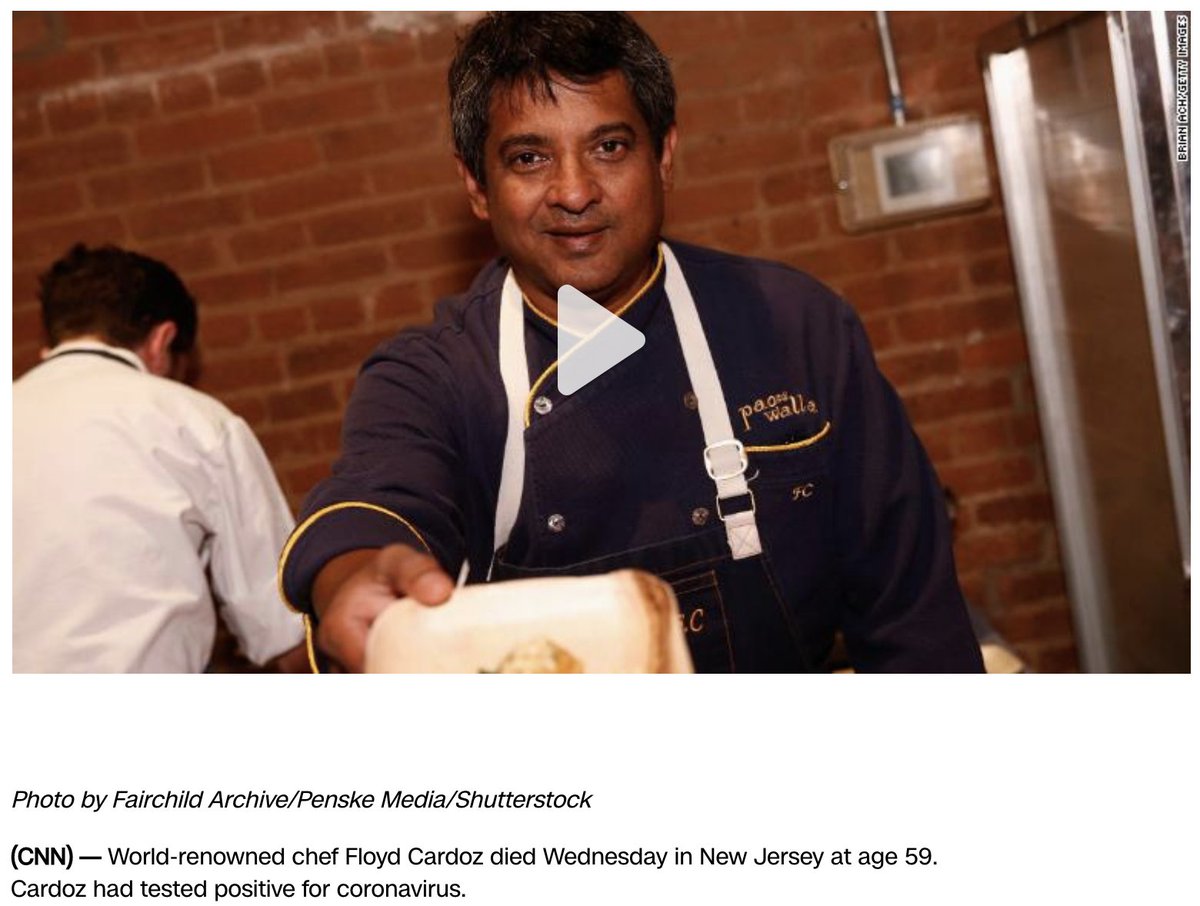 BRIAN ACH/GETTY IMAGES
paowalla
FC
Photo by Fairchild Archive/Penske Media/Shutterstock
(CNN) — World-renowned chef Floyd Cardoz died Wednesday in New Jersey at age 59.
Cardoz had tested positive for coronavirus.